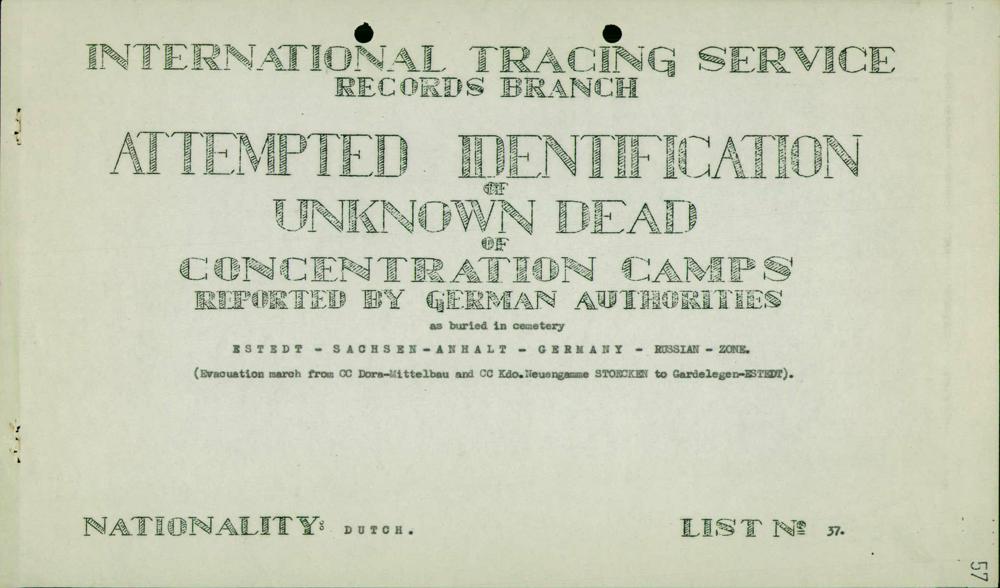 INTERNATIONAL TRACING SERVICE
RECORDS BRANCH
ATTEMPTED IDENTIFICATION
OF
UNKNOWN DEAD
OF
CONCENTRATION CAMPS
REPORTED BY GERMAN AUTHORITIES
as buried in cemetery
ESTEDT - SACHSEN-ANHALT - GERMANY - RUSSIAN - ZONE.
(Evacuation march from CC Dora-Mittelbau and CC Kdo.Neuengamme STOECKEN to Gardelegen-ESTEDT).
NATIONALITY: DUTCH.
LIST Nº 37.
57